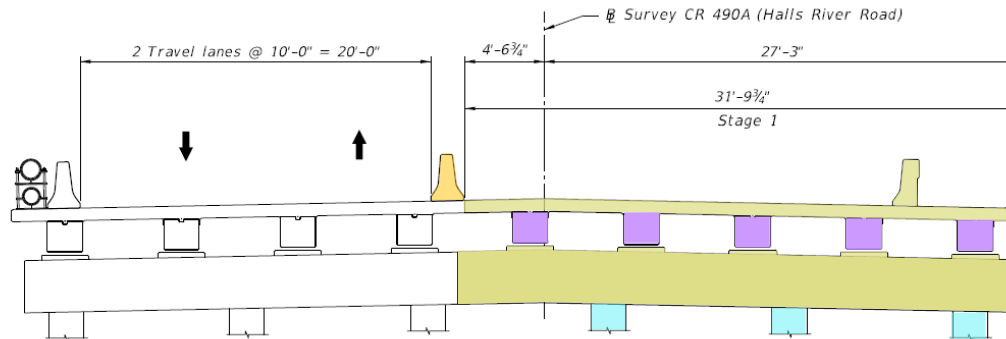 ℄ Survey CR 490A (Halls River Road)
2 Travel lanes @ 10'-0" = 20'-0"
4'-6¾"
27'-3"
31'-9¾"
Stage 1